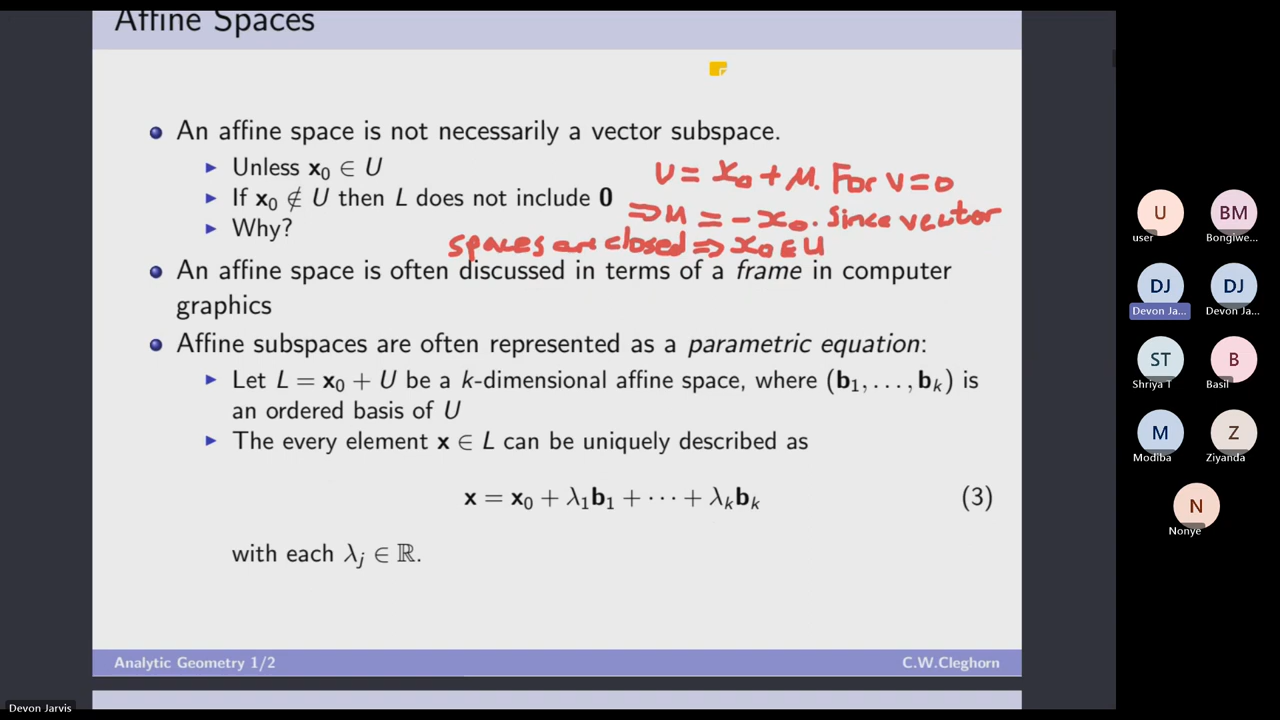 Affine Spaces
An affine space is not necessarily a vector subspace.
Unless x₀ ∈ U
If x₀ ∉ U then L does not include 0
Why?
v = x₀ + u. For v = 0
⇒ u = -x₀. Since vector
spaces are closed ⇒ x₀ ∈ U
An affine space is often discussed in terms of a frame in computer
graphics
Affine subspaces are often represented as a parametric equation:
Let L = x₀ + U be a k-dimensional affine space, where (b₁, . . . , bₖ) is
an ordered basis of U
The every element x ∈ L can be uniquely described as
x = x₀ + λ₁b₁ + · · · + λₖbₖ (3)
with each λⱼ ∈ ℝ.
Analytic Geometry 1/2 C.W.Cleghorn
Devon Jarvis
U BM
user Bongiwe...
DJ DJ
Devon Ja... Devon Ja...
ST B
Shriya T Basil
M Z
Modiba Ziyanda
N
Nonye